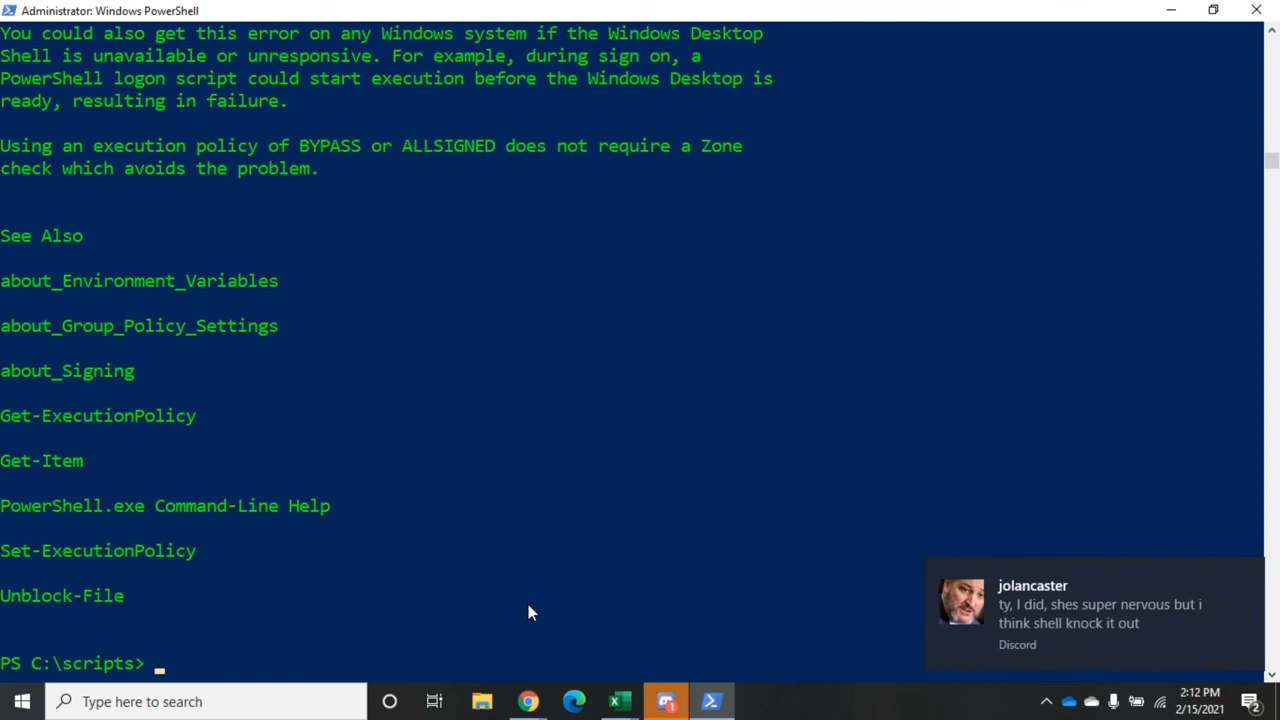 Administrator: Windows PowerShell
You could also get this error on any Windows system if the Windows Desktop
Shell is unavailable or unresponsive. For example, during sign on, a
PowerShell logon script could start execution before the Windows Desktop is
ready, resulting in failure.
Using an execution policy of BYPASS or ALLSIGNED does not require a Zone
check which avoids the problem.
See Also
about_Environment_Variables
about_Group_Policy_Settings
about_Signing
Get-ExecutionPolicy
Get-Item
PowerShell.exe Command-Line Help
Set-ExecutionPolicy
Unblock-File
PS C:\scripts>
jolancaster
ty, I did, shes super nervous but i
think shell knock it out
Discord
Type here to search
1
2:12 PM
2/15/2021
2